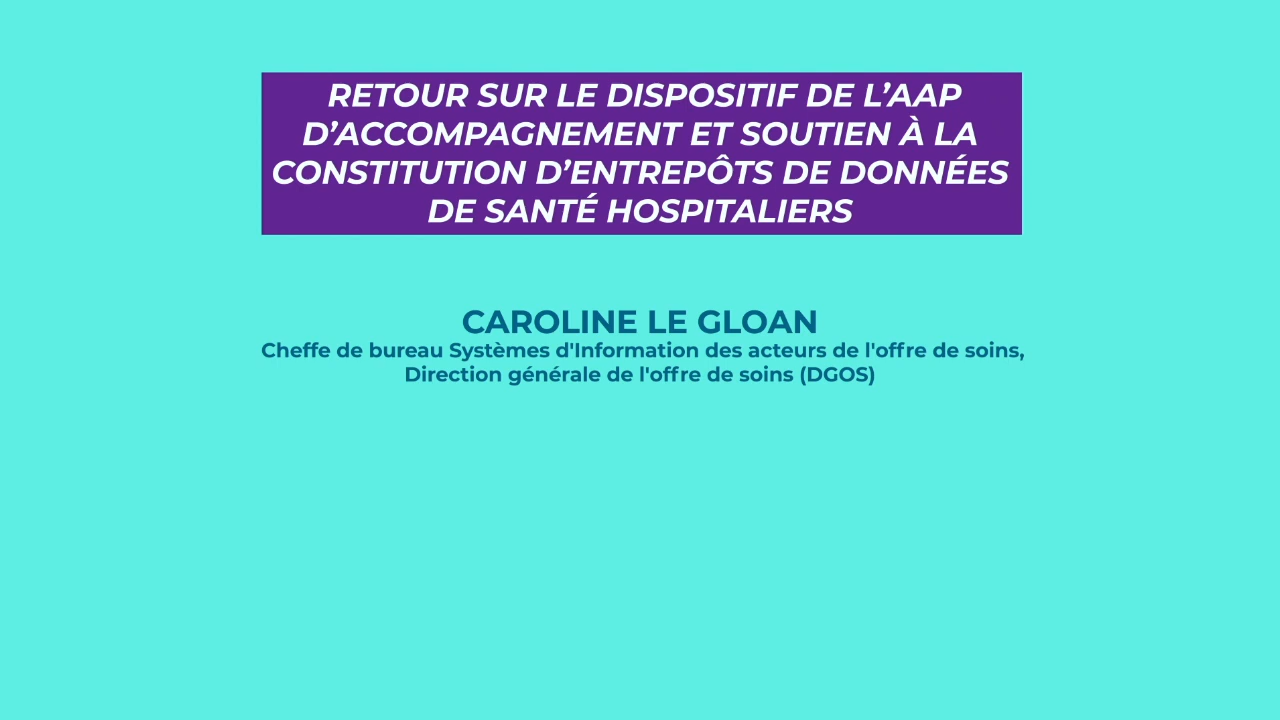 RETOUR SUR LE DISPOSITIF DE L’AAP
D’ACCOMPAGNEMENT ET SOUTIEN À LA
CONSTITUTION D’ENTREPÔTS DE DONNÉES
DE SANTÉ HOSPITALIERS
CAROLINE LE GLOAN
Cheffe de bureau Systèmes d'Information des acteurs de l'offre de soins,
Direction générale de l'offre de soins (DGOS)